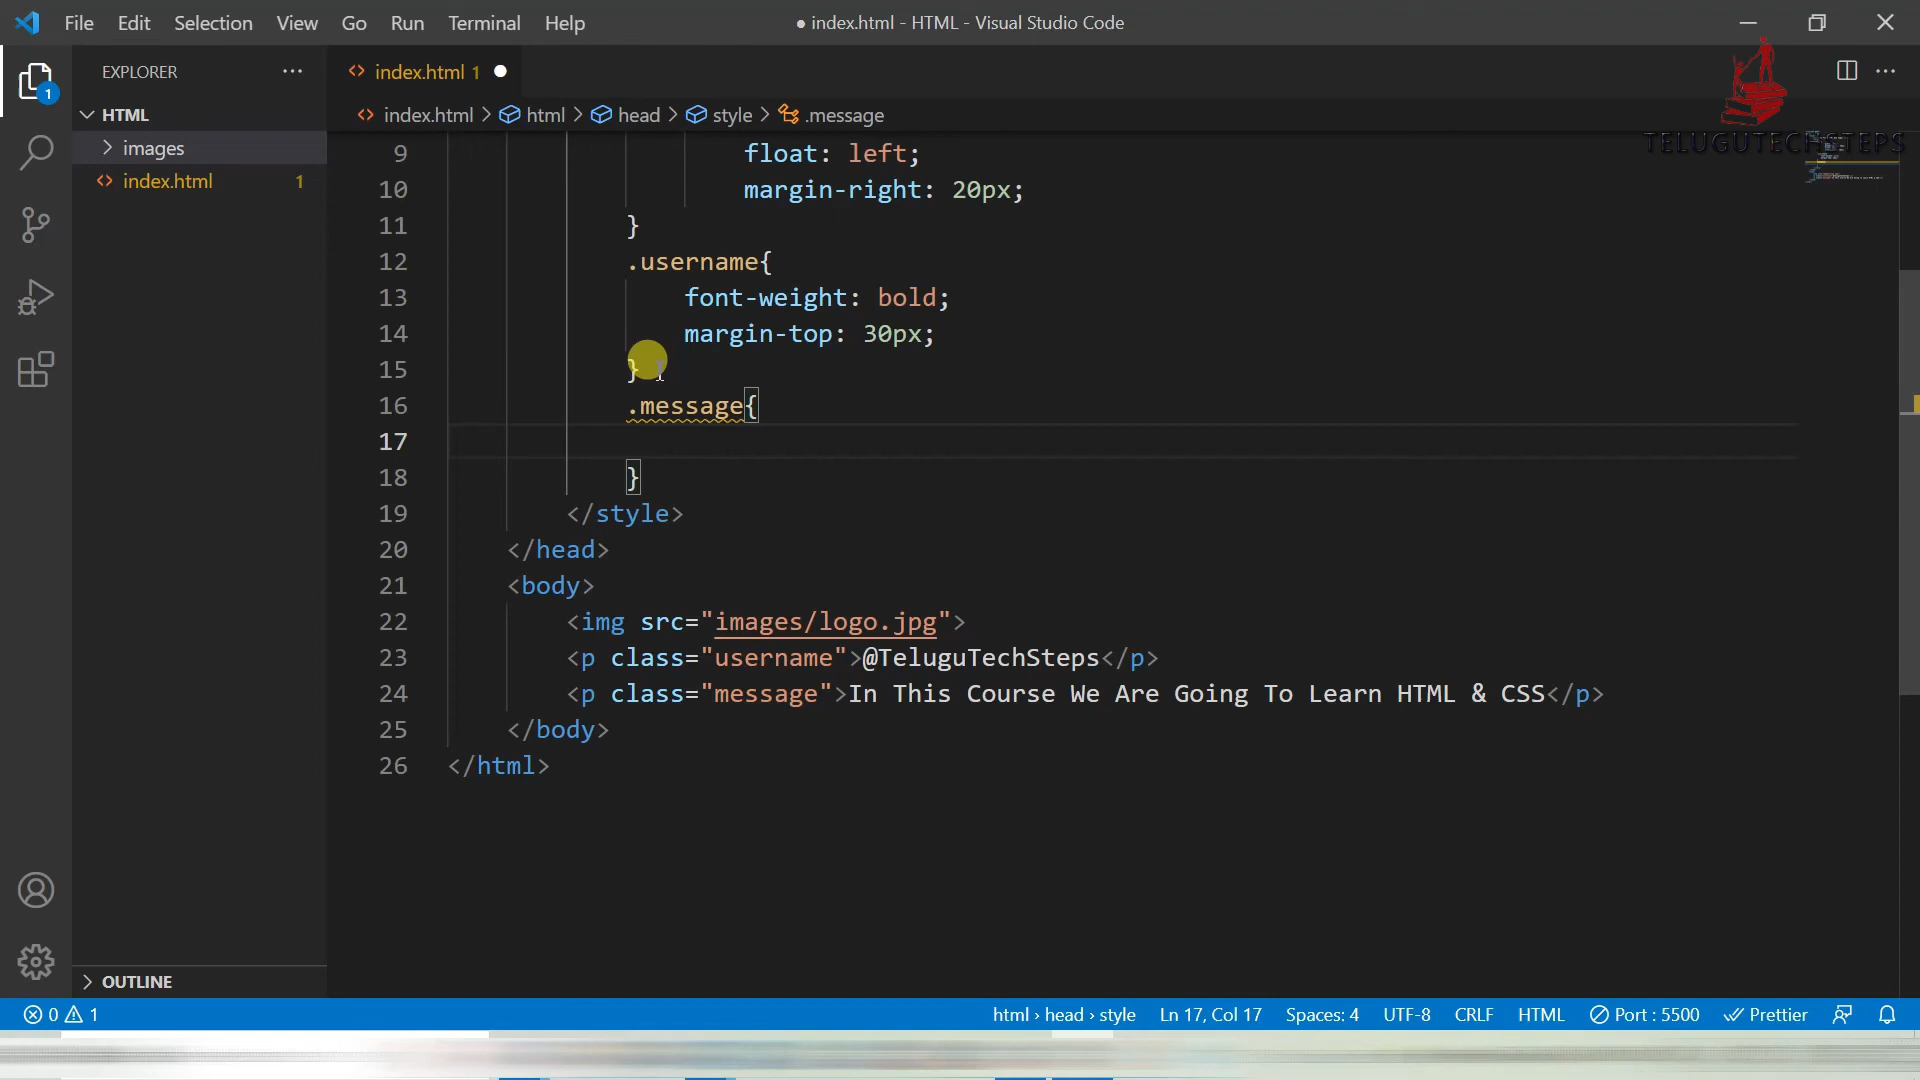 File Edit Selection View Go Run Terminal Help ● index.html - HTML - Visual Studio Code
EXPLORER
index.html 1
HTML
index.html > html > head > style > .message
images
index.html 1
TELUGUTECHSTEPS
9 float: left;
10 margin-right: 20px;
11 }
12 .username{
13 font-weight: bold;
14 margin-top: 30px;
15 }
16 .message{
17
18 }
19 </style>
20 </head>
21 <body>
22 <img src="images/logo.jpg">
23 <p class="username">@TeluguTechSteps</p>
24 <p class="message">In This Course We Are Going To Learn HTML & CSS</p>
25 </body>
26 </html>
OUTLINE
0 1 html > head > style Ln 17, Col 17 Spaces: 4 UTF-8 CRLF HTML Port : 5500 Prettier